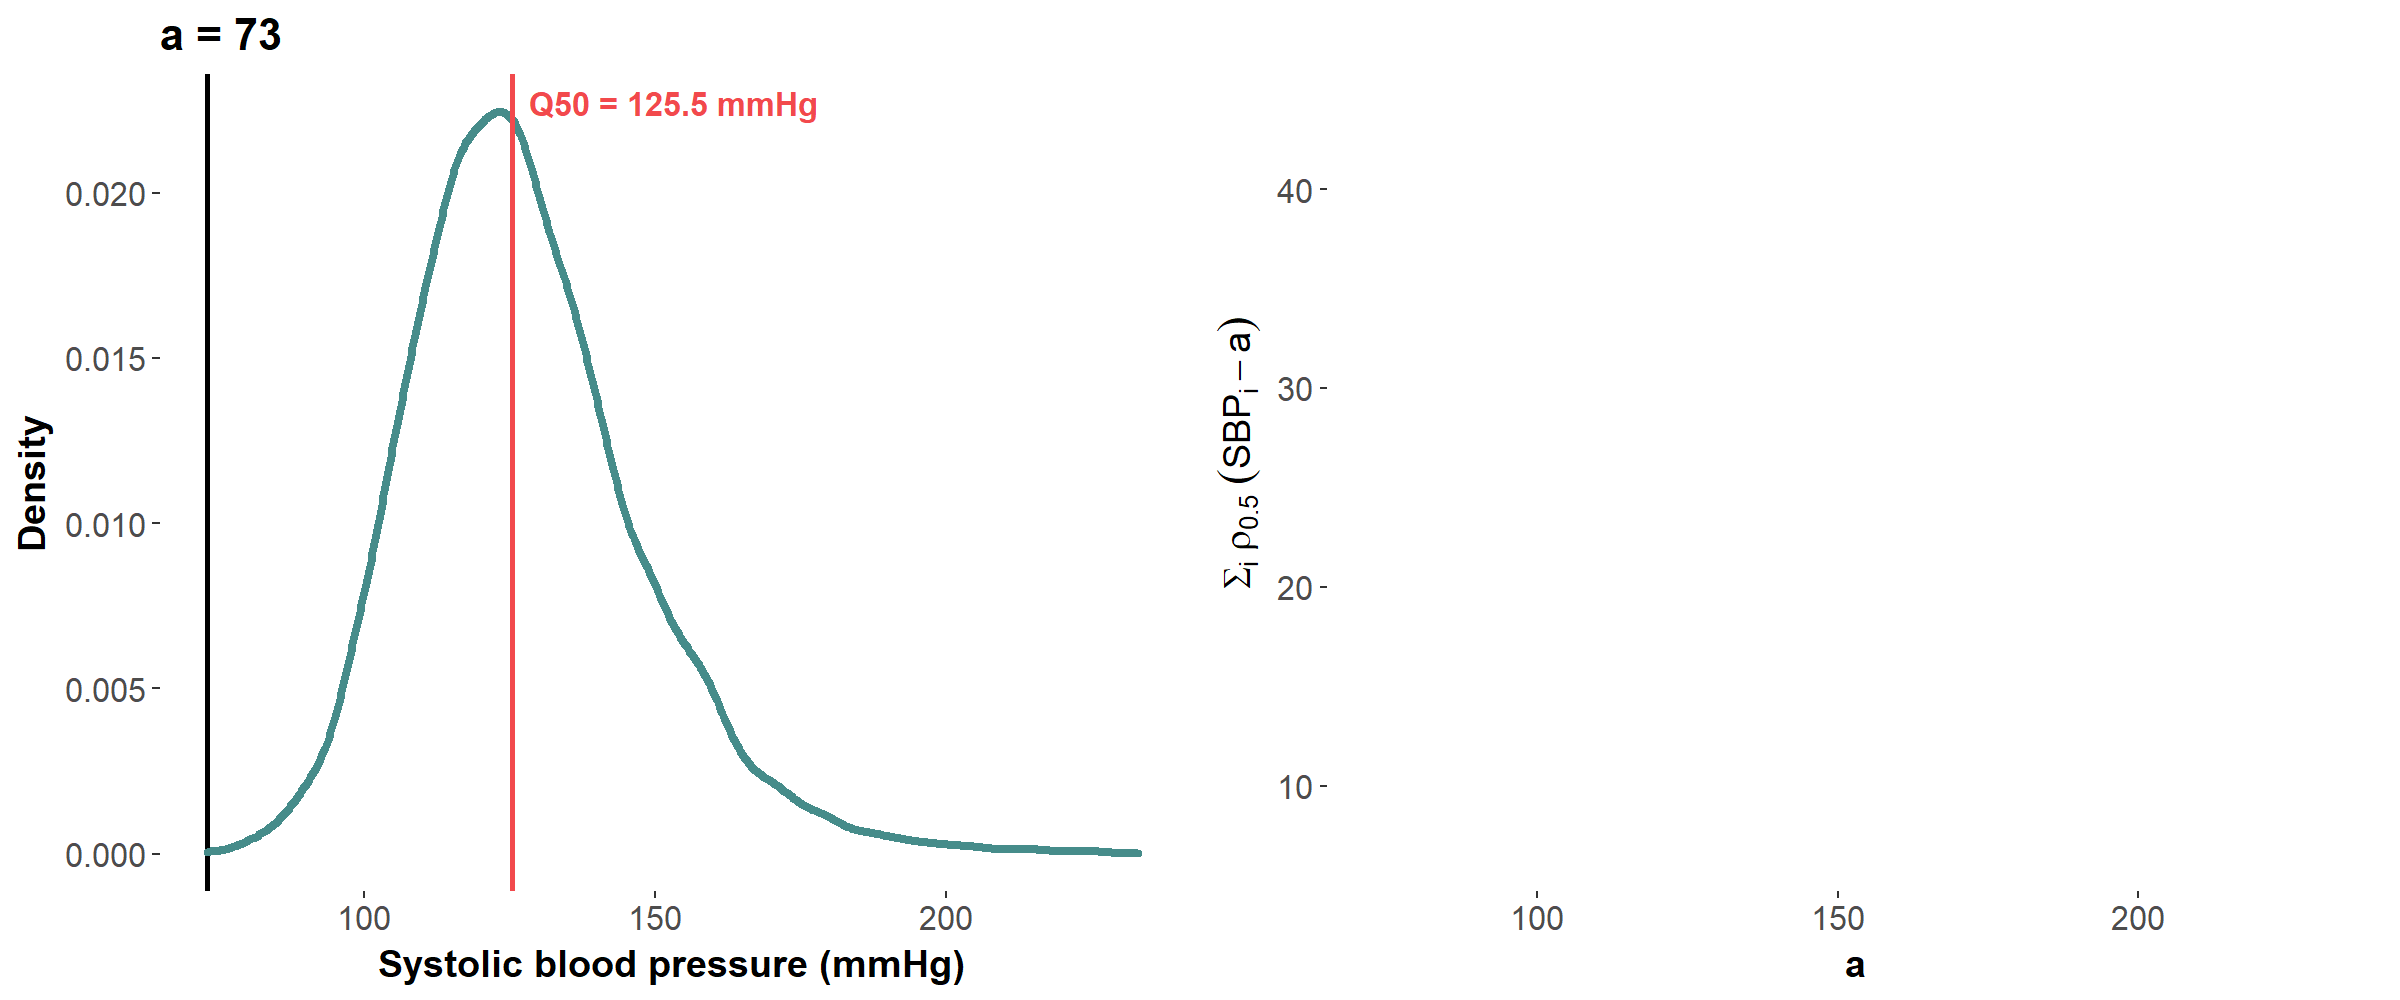 a = 73
Q50 = 125.5 mmHg
Density
0.020
0.015
0.010
0.005
0.000
100 150 200
Systolic blood pressure (mmHg)
Σi ρ0.5 (SBPi − a)
40
30
20
10
100 150 200
a